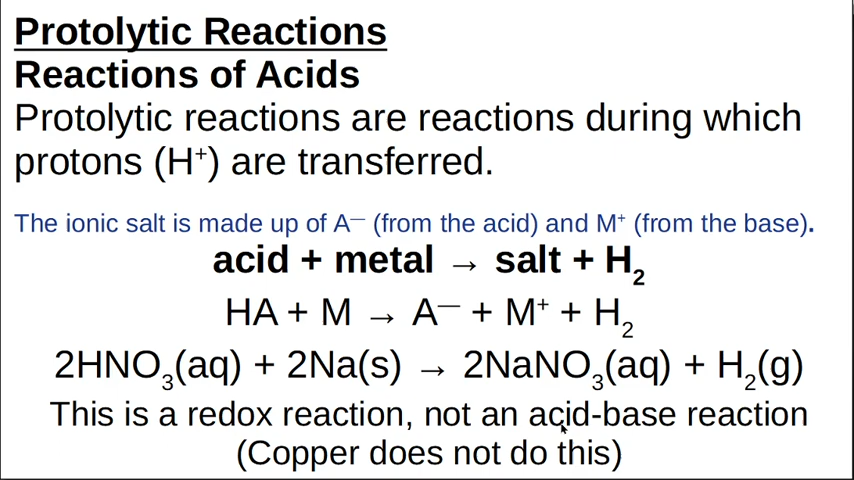 Protolytic Reactions
Reactions of Acids
Protolytic reactions are reactions during which
protons (H⁺) are transferred.
The ionic salt is made up of A⁻ (from the acid) and M⁺ (from the base).
acid + metal → salt + H₂
HA + M → A⁻ + M⁺ + H₂
2HNO₃(aq) + 2Na(s) → 2NaNO₃(aq) + H₂(g)
This is a redox reaction, not an acid-base reaction
(Copper does not do this)